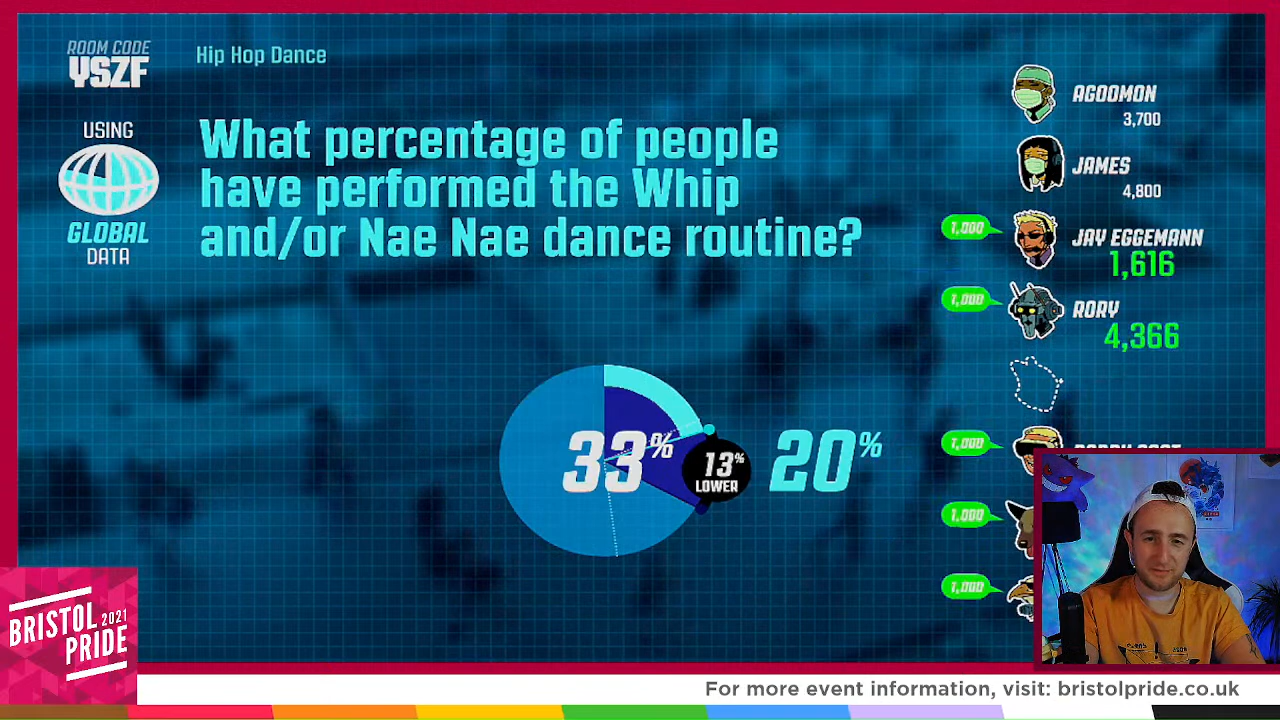 ROOM CODE
YSZF
Hip Hop Dance
USING
GLOBAL
DATA
What percentage of people
have performed the Whip
and/or Nae Nae dance routine?
AGOOMON
3,700
JAMES
4,800
1,000
JAY EGGEMANN
1,616
1,000
RORY
4,366
33%
13%
LOWER
20%
1,000
1,000
1,000
BRISTOL 2021
PRIDE
For more event information, visit: bristolpride.co.uk